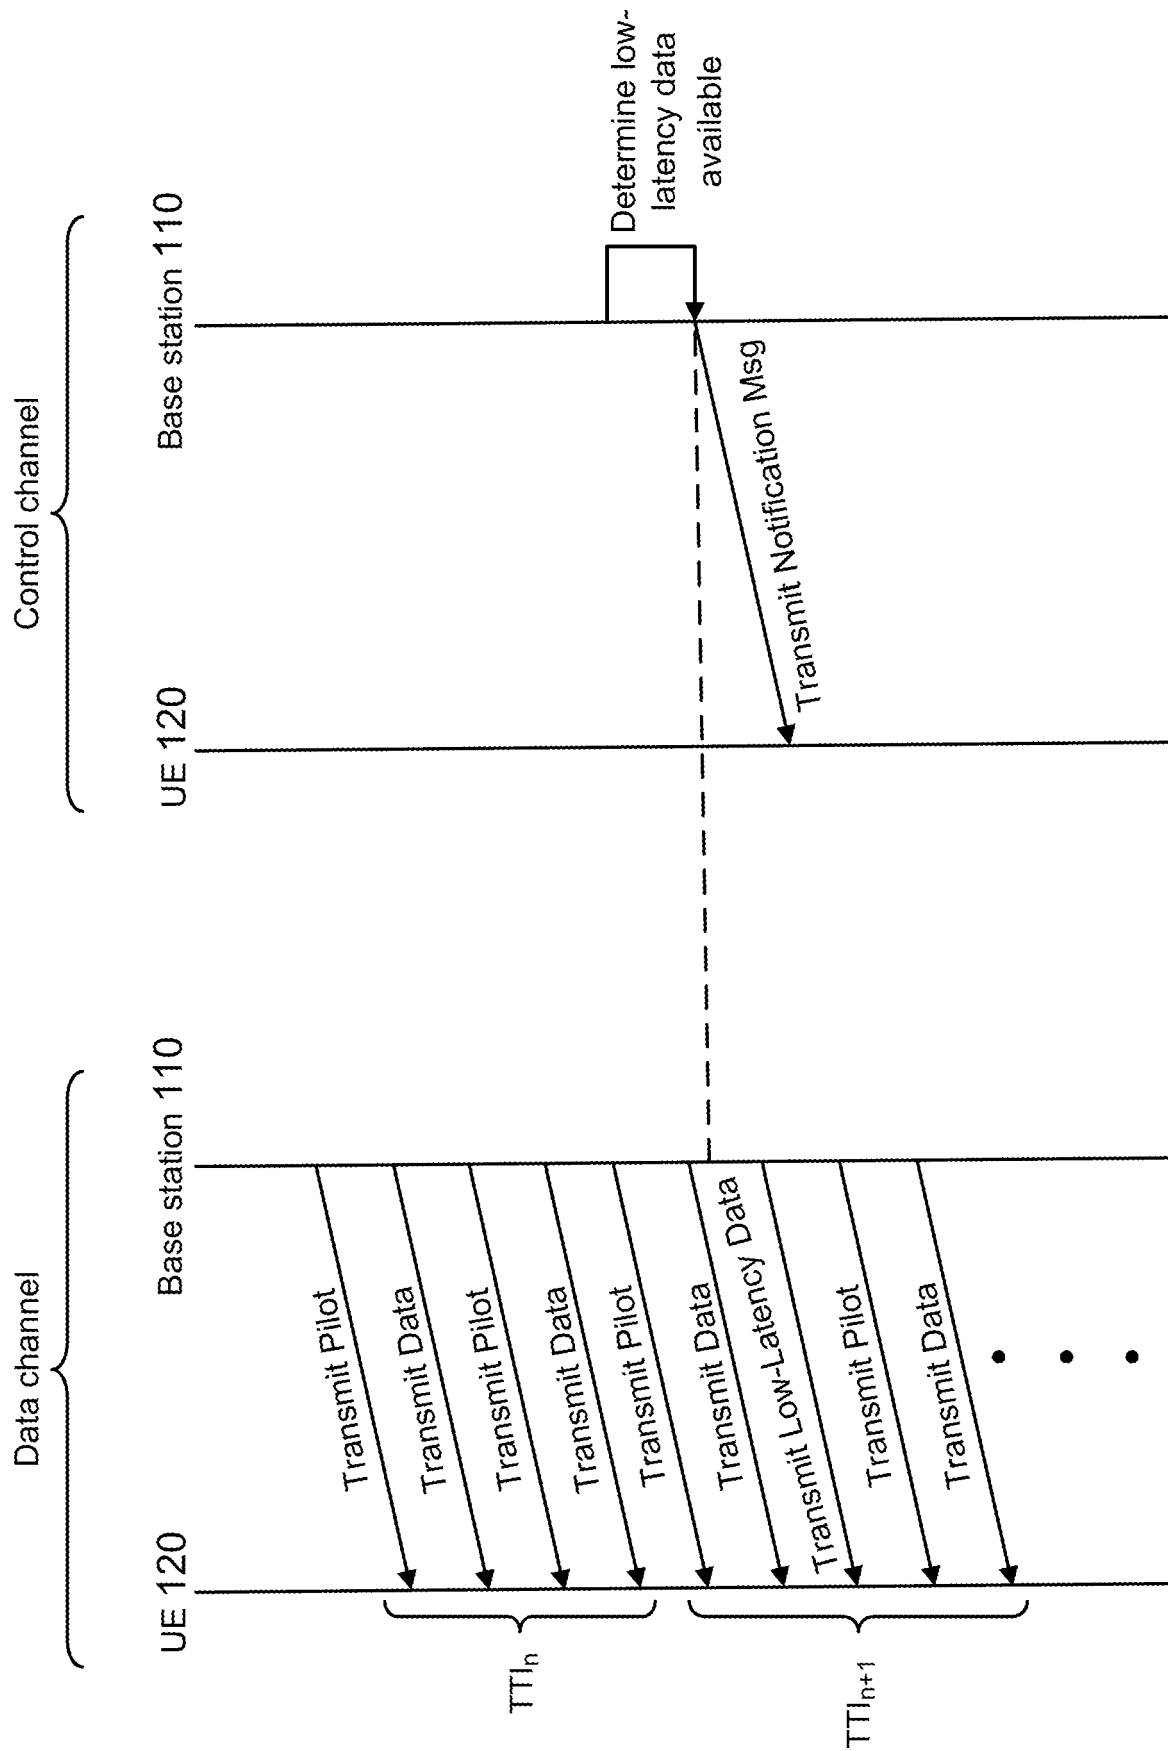 Data channel
Control channel
UE 120
Base station 110
UE 120
Base station 110
Transmit Pilot
Transmit Data
Transmit Pilot
Transmit Data
Transmit Pilot
Transmit Data
Transmit Low-Latency Data
Transmit Pilot
Transmit Data
TTIn
TTIn+1
Determine low-
latency data
available
Transmit Notification Msg